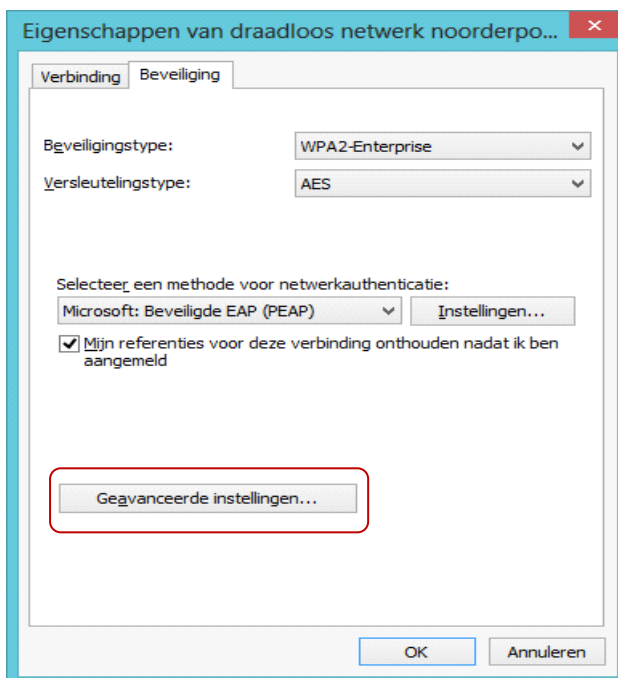 Eigenschappen van draadloos netwerk noorderpo...
Verbinding Beveiliging
Beveiligingstype: WPA2-Enterprise
Versleutelingstype: AES
Selecteer een methode voor netwerkauthenticatie:
Microsoft: Beveiligde EAP (PEAP) Instellingen...
Mijn referenties voor deze verbinding onthouden nadat ik ben
aangemeld
Geavanceerde instellingen...
OK Annuleren